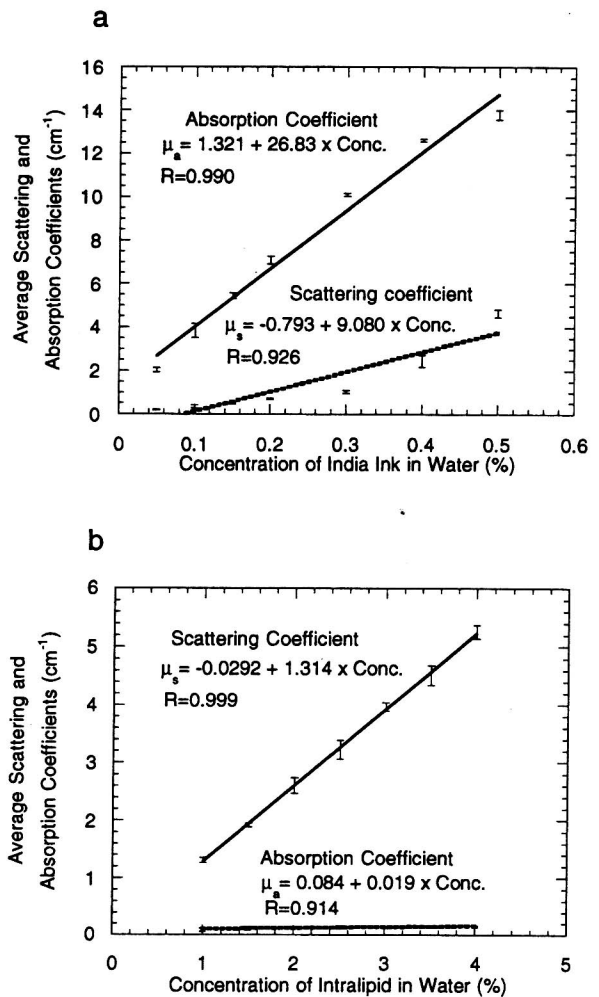 a
Average Scattering and
Absorption Coefficients (cm⁻¹)
16
14
12
10
8
6
4
2
0
Absorption Coefficient
μa= 1.321 + 26.83 x Conc.
R=0.990
Scattering coefficient
μs= -0.793 + 9.080 x Conc.
R=0.926
0 0.1 0.2 0.3 0.4 0.5 0.6
Concentration of India Ink in Water (%)
b
Average Scattering and
Absorption Coefficients (cm⁻¹)
6
5
4
3
2
1
0
Scattering Coefficient
μs= -0.0292 + 1.314 x Conc.
R=0.999
Absorption Coefficient
μa= 0.084 + 0.019 x Conc.
R=0.914
0 1 2 3 4 5
Concentration of Intralipid in Water (%)